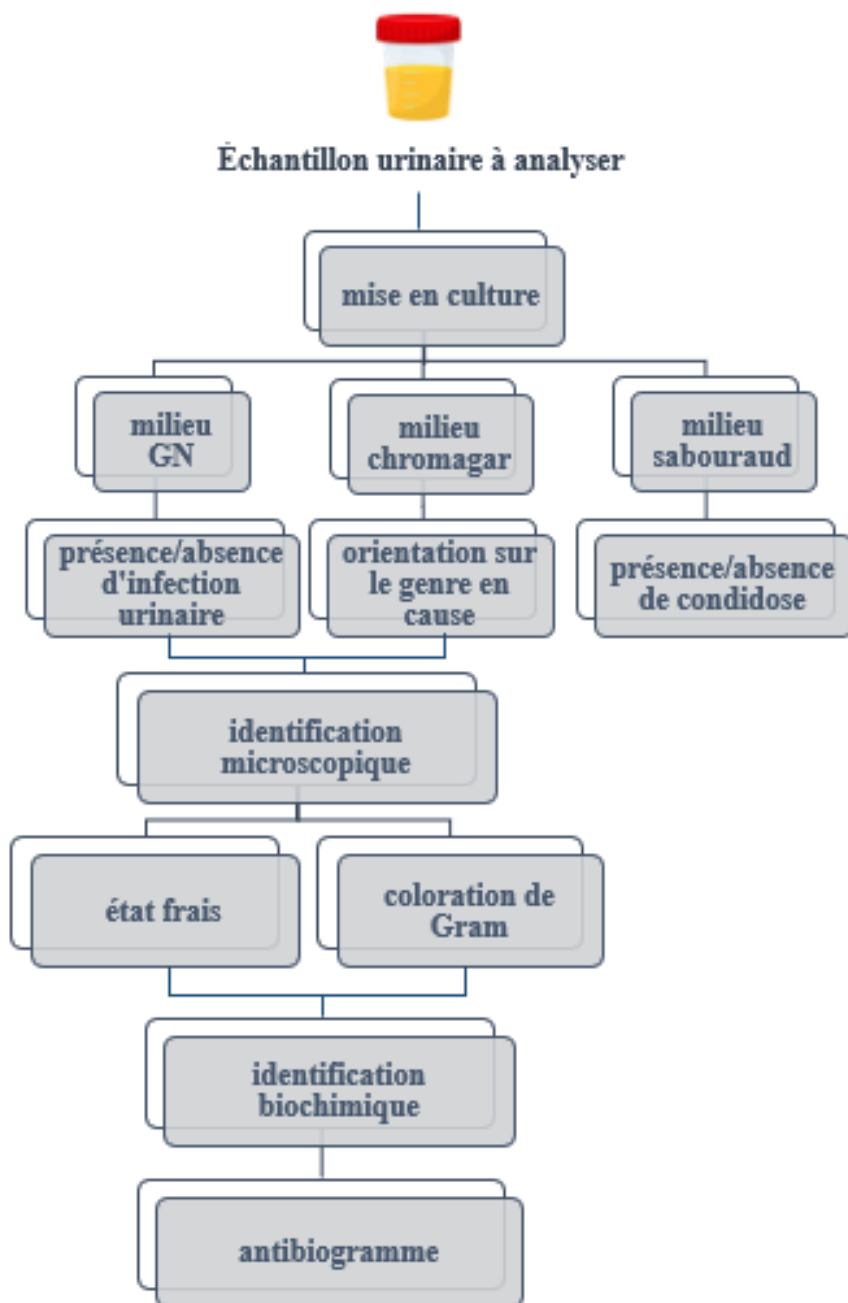 Échantillon urinaire à analyser
mise en culture
milieu
GN
milieu
chromagar
milieu
sabouraud
présence/absence
d'infection
urinaire
orientation sur
le genre en
cause
présence/absence
de condidose
identification
microscopique
état frais
coloration de
Gram
identification
biochimique
antibiogramme